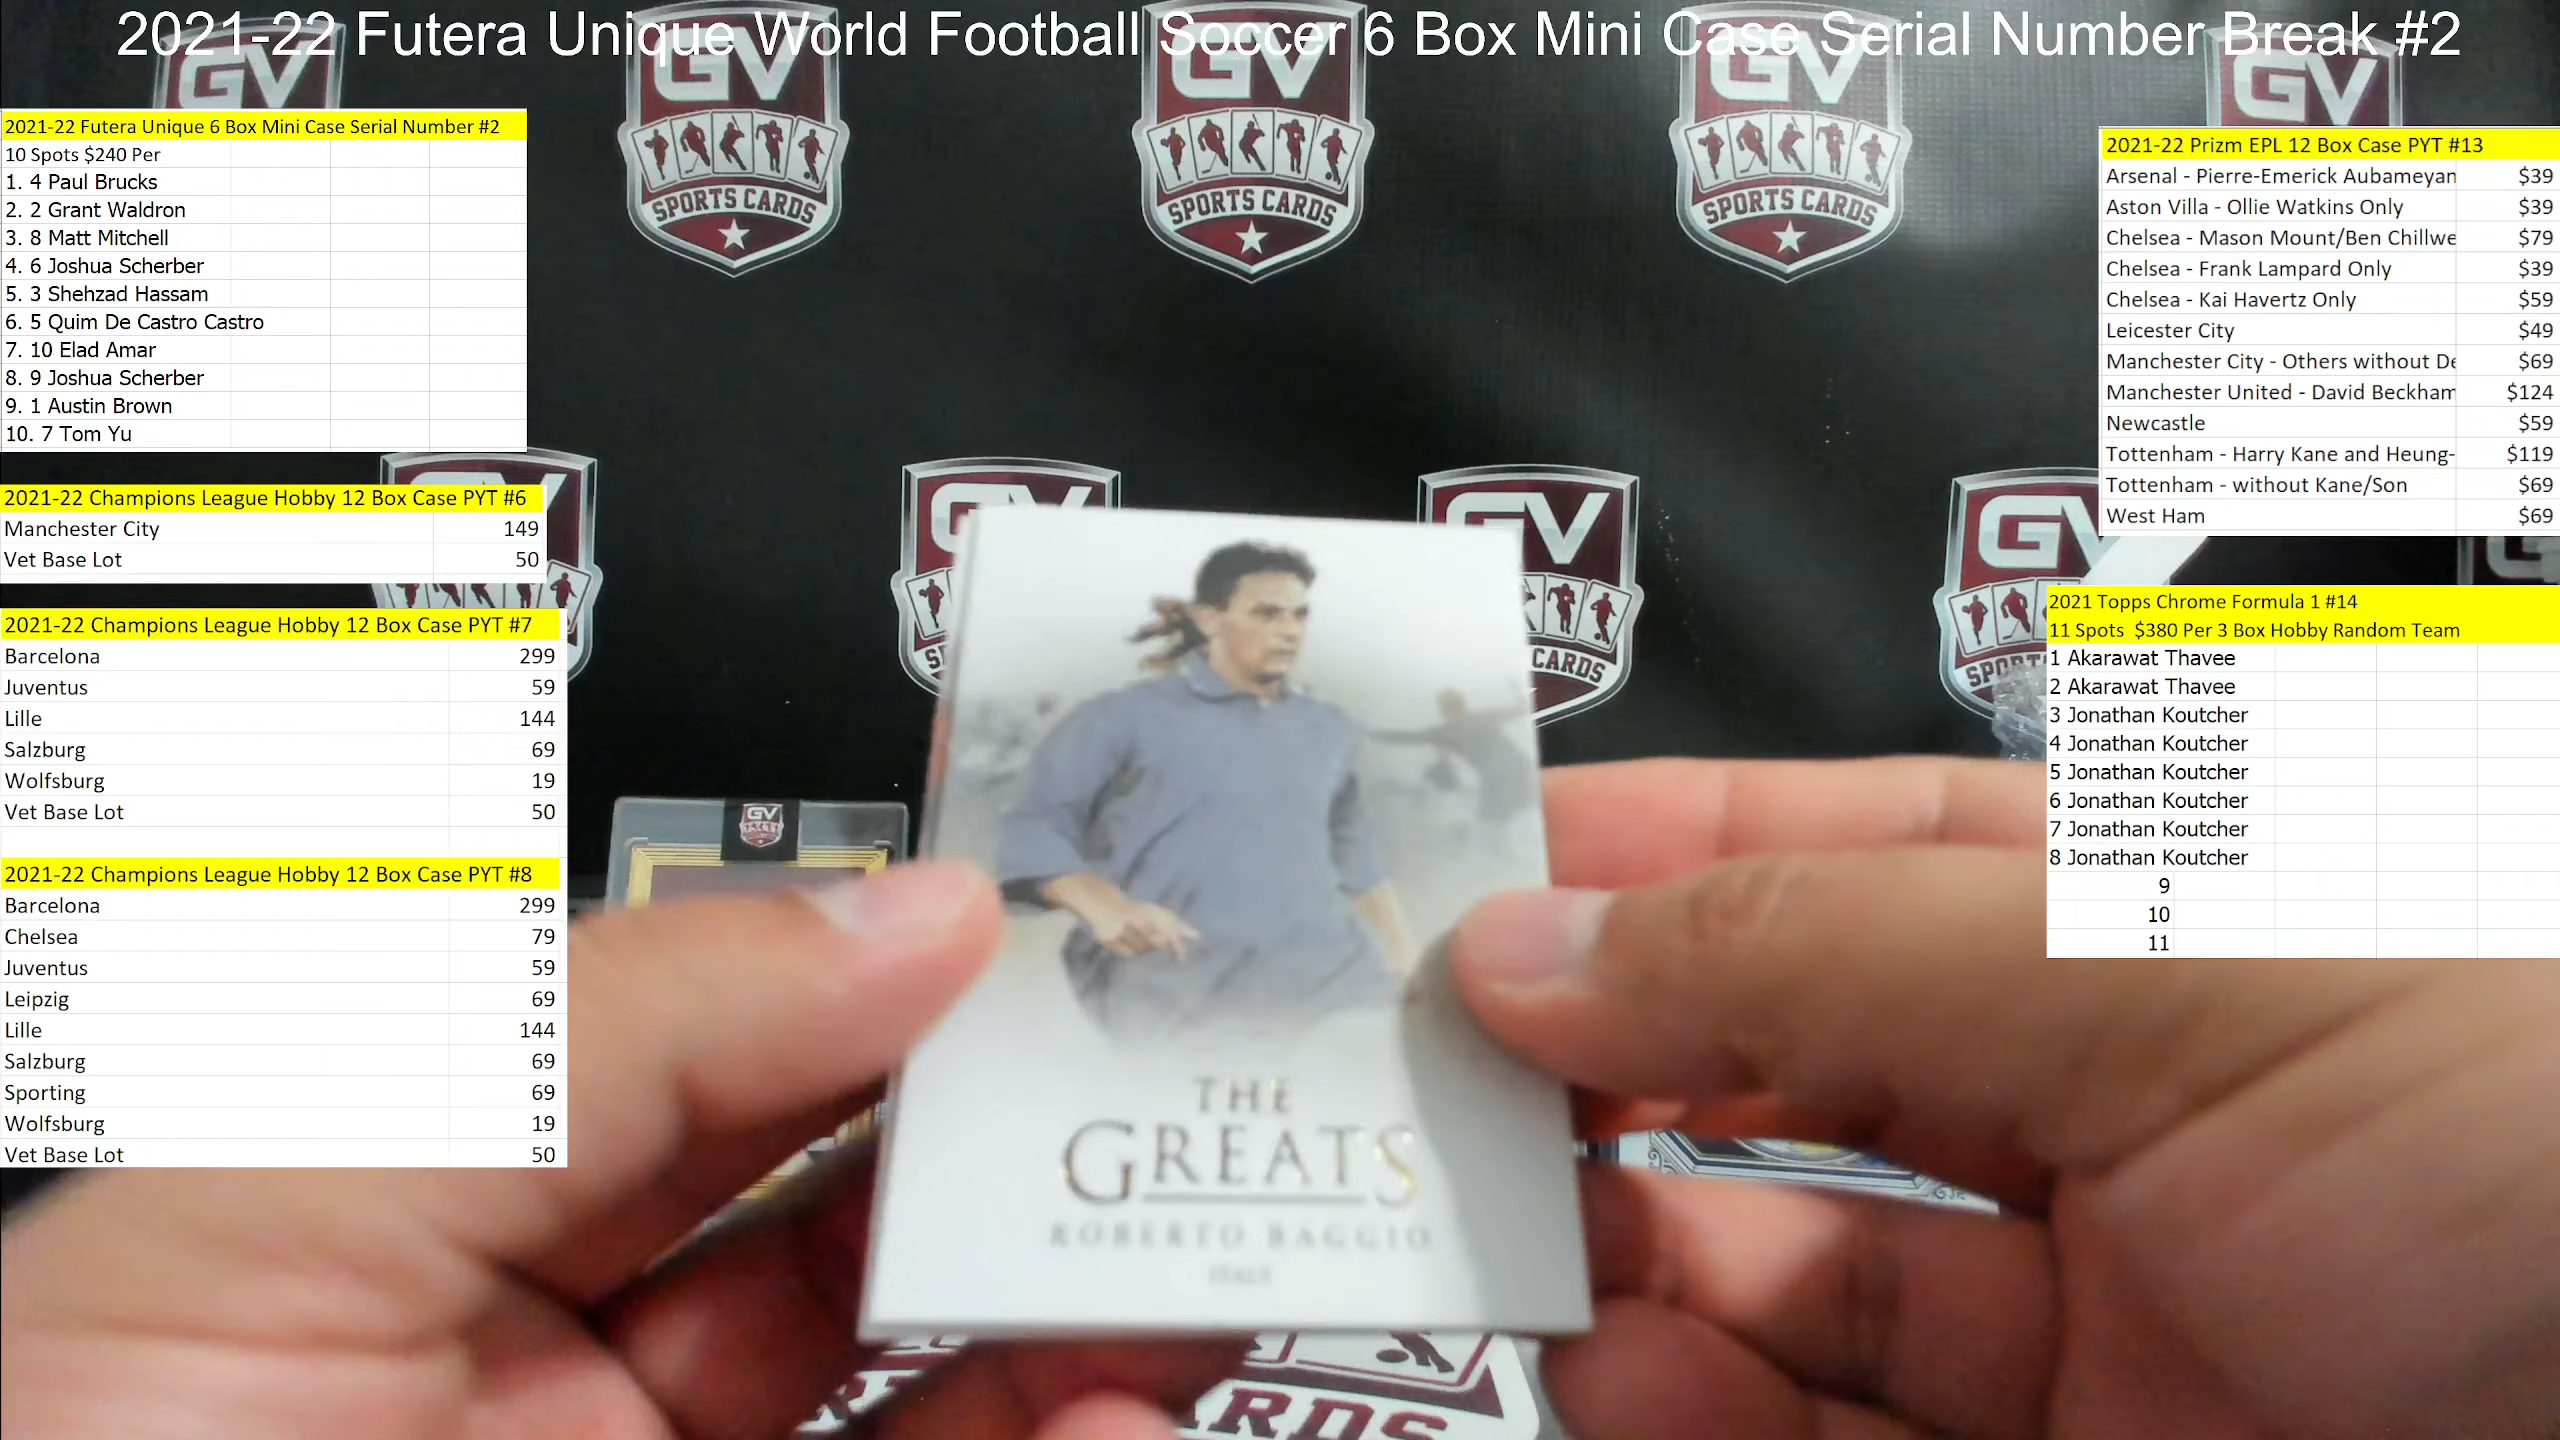 2021-22 Futera Unique World Football Soccer 6 Box Mini Case Serial Number Break #2
2021-22 Futera Unique 6 Box Mini Case Serial Number #2
10 Spots $240 Per
1. 4 Paul Brucks
2. 2 Grant Waldron
3. 8 Matt Mitchell
4. 6 Joshua Scherber
5. 3 Shehzad Hassam
6. 5 Quim De Castro Castro
7. 10 Elad Amar
8. 9 Joshua Scherber
9. 1 Austin Brown
10. 7 Tom Yu
2021-22 Champions League Hobby 12 Box Case PYT #6
Manchester City 149
Vet Base Lot 50
2021-22 Champions League Hobby 12 Box Case PYT #7
Barcelona 299
Juventus 59
Lille 144
Salzburg 69
Wolfsburg 19
Vet Base Lot 50
2021-22 Champions League Hobby 12 Box Case PYT #8
Barcelona 299
Chelsea 79
Juventus 59
Leipzig 69
Lille 144
Salzburg 69
Sporting 69
Wolfsburg 19
Vet Base Lot 50
2021-22 Prizm EPL 12 Box Case PYT #13
Arsenal - Pierre-Emerick Aubameyan $39
Aston Villa - Ollie Watkins Only $39
Chelsea - Mason Mount/Ben Chillwe $79
Chelsea - Frank Lampard Only $39
Chelsea - Kai Havertz Only $59
Leicester City $49
Manchester City - Others without De $69
Manchester United - David Beckham $124
Newcastle $59
Tottenham - Harry Kane and Heung- $119
Tottenham - without Kane/Son $69
West Ham $69
2021 Topps Chrome Formula 1 #14
11 Spots $380 Per 3 Box Hobby Random Team
1 Akarawat Thavee
2 Akarawat Thavee
3 Jonathan Koutcher
4 Jonathan Koutcher
5 Jonathan Koutcher
6 Jonathan Koutcher
7 Jonathan Koutcher
8 Jonathan Koutcher
9
10
11
GV
GV
SPORTS CARDS
GV
SPORTS CARDS
GV
SPORTS CARDS
GV
GV
GV
GV
CARDS
GV
GV
THE
GREATS
ROBERTO BAGGIO
ITALY
CARDS